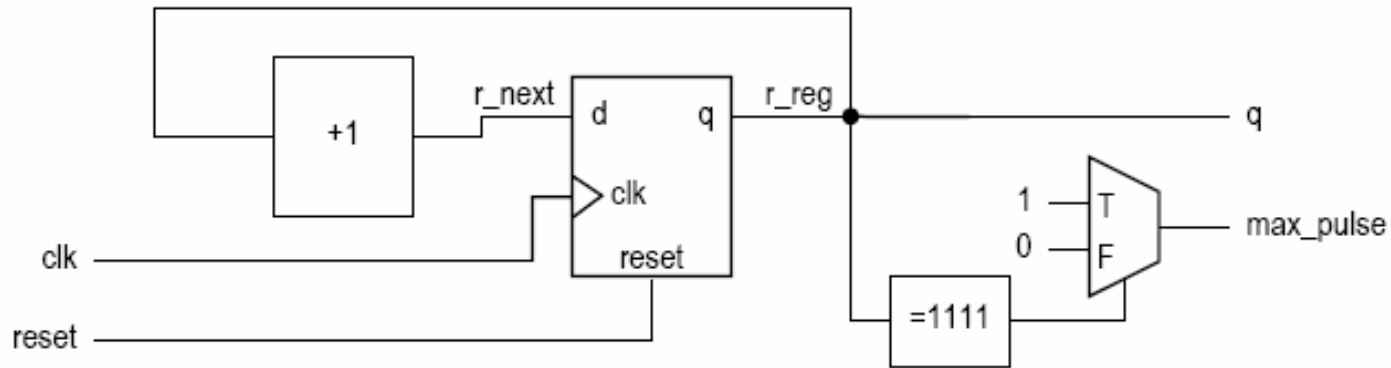 r_next
r_reg
d
q
q
+1
clk
1
T
max_pulse
0
F
clk
reset
=1111
reset